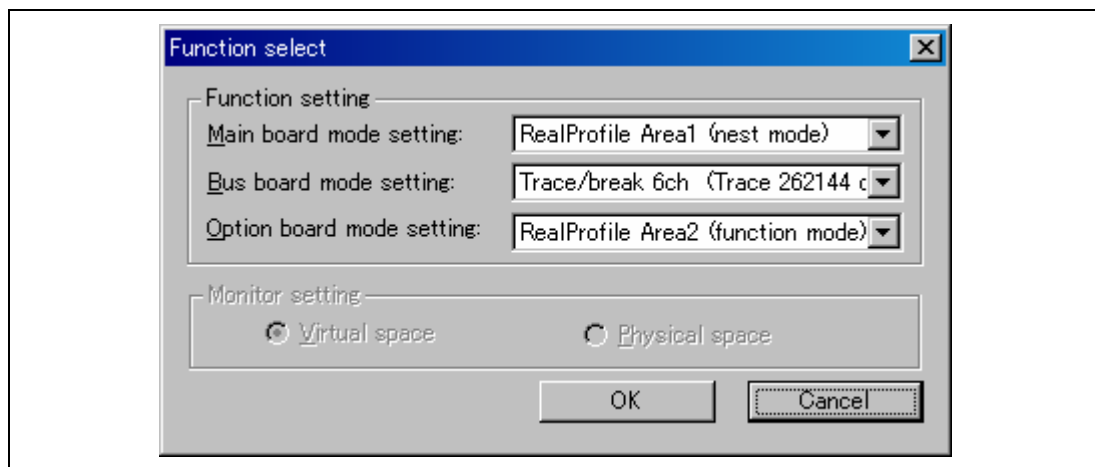 Function select
Function setting
Main board mode setting: RealProfile Area1 (nest mode)
Bus board mode setting: Trace/break 6ch (Trace 262144 c
Option board mode setting: RealProfile Area2 (function mode)
Monitor setting
Virtual space Physical space
OK Cancel